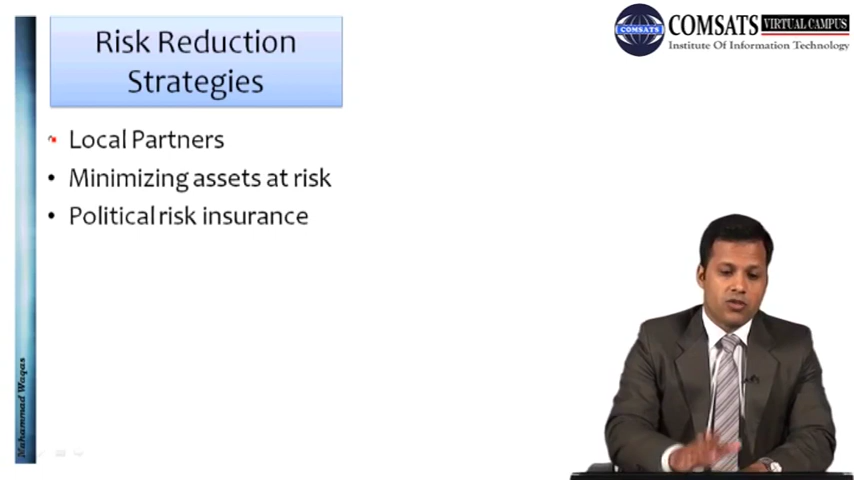 Risk Reduction
Strategies
• Local Partners
• Minimizing assets at risk
• Political risk insurance
COMSATS
COMSATS VIRTUAL CAMPUS
Institute Of Information Technology
Muhammad Waqas